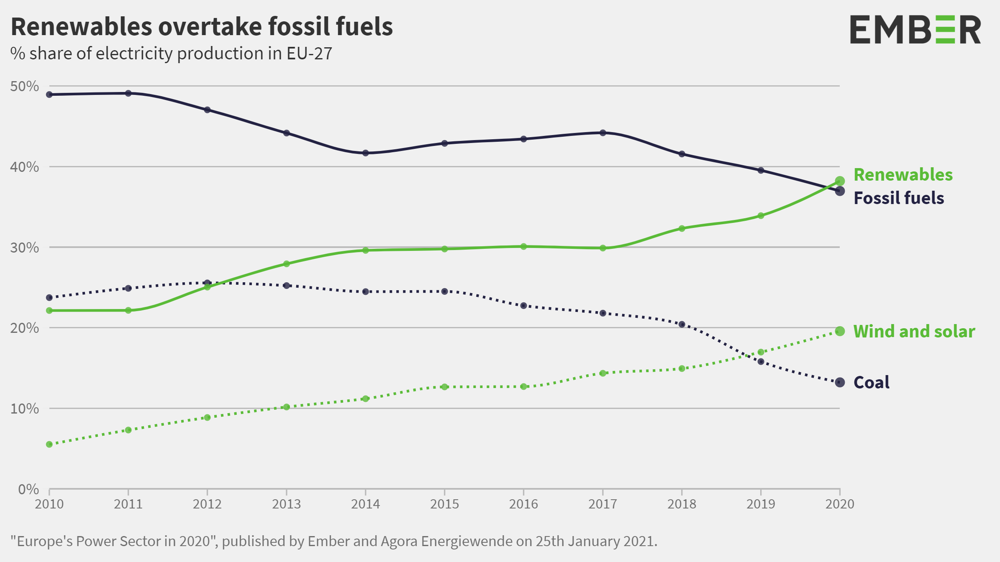 Renewables overtake fossil fuels
% share of electricity production in EU-27
EMBER
50%
40%
30%
20%
10%
0%
Renewables
Fossil fuels
Wind and solar
Coal
2010 2011 2012 2013 2014 2015 2016 2017 2018 2019 2020
"Europe's Power Sector in 2020", published by Ember and Agora Energiewende on 25th January 2021.